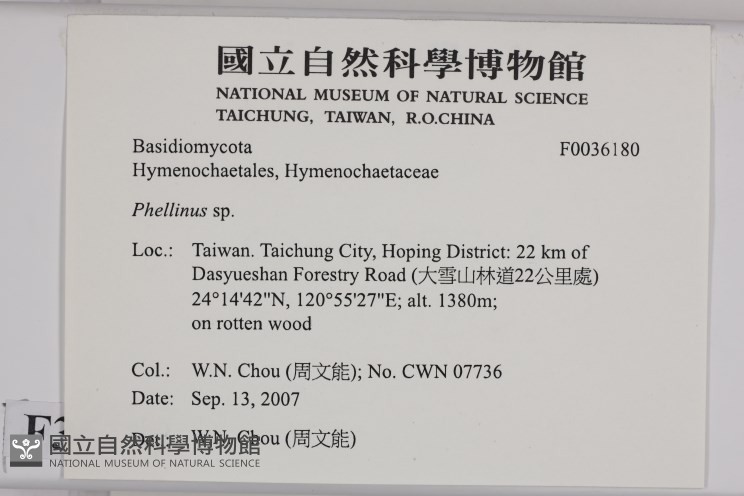 國立自然科學博物館
NATIONAL MUSEUM OF NATURAL SCIENCE
TAICHUNG, TAIWAN, R.O.CHINA
Basidiomycota F0036180
Hymenochaetales, Hymenochaetaceae
Phellinus sp.
Loc.: Taiwan. Taichung City, Hoping District: 22 km of
Dasyueshan Forestry Road (大雪山林道22公里處)
24°14'42"N, 120°55'27"E; alt. 1380m;
on rotten wood
Col.: W.N. Chou (周文能); No. CWN 07736
Date: Sep. 13, 2007
Det.: W.N. Chou (周文能)
國立自然科學博物館
NATIONAL MUSEUM OF NATURAL SCIENCE